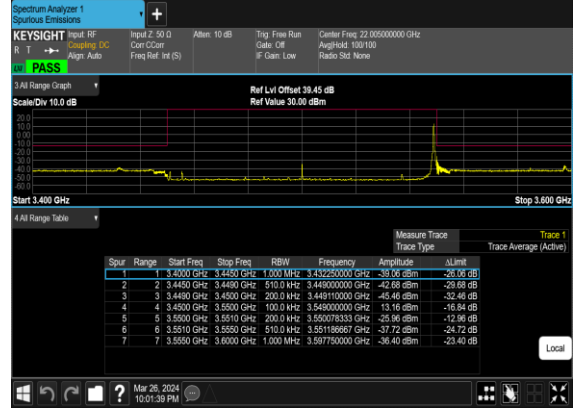 Spectrum Analyzer 1
Spurious Emissions
+
KEYSIGHT Input: RF Input Z: 50 Ω Atten: 10 dB Trig: Free Run Center Freq: 22.005000000 GHz
R T Coupling: DC Corr CCorr Gate: Off Avg|Hold: 100/100
Align: Auto Freq Ref: Int (S) IF Gain: Low Radio Std: None
PASS
3 All Range Graph
Ref Lvl Offset 39.45 dB
Scale/Div 10.0 dB Ref Value 30.00 dBm
20.0
10.0
0.00
-10.0
-20.0
-30.0
-40.0
-50.0
-60.0
Start 3.400 GHz Stop 3.600 GHz
4 All Range Table
Measure Trace Trace 1
Trace Type Trace Average (Active)
Spur Range Start Freq Stop Freq RBW Frequency Amplitude ΔLimit
1 1 3.4000 GHz 3.4450 GHz 1.000 MHz 3.432250000 GHz -39.06 dBm -26.06 dB
2 2 3.4450 GHz 3.4490 GHz 510.0 kHz 3.449000000 GHz -42.68 dBm -29.68 dB
3 3 3.4490 GHz 3.4500 GHz 200.0 kHz 3.449110000 GHz -45.46 dBm -32.46 dB
4 4 3.4500 GHz 3.5500 GHz 100.0 kHz 3.549000000 GHz 13.16 dBm -16.84 dB
5 5 3.5500 GHz 3.5510 GHz 200.0 kHz 3.550078333 GHz -25.96 dBm -12.96 dB
6 6 3.5510 GHz 3.5550 GHz 510.0 kHz 3.551186667 GHz -37.72 dBm -24.72 dB
7 7 3.5550 GHz 3.6000 GHz 1.000 MHz 3.597750000 GHz -36.40 dBm -23.40 dB
Local
?
Mar 26, 2024
10:01:39 PM